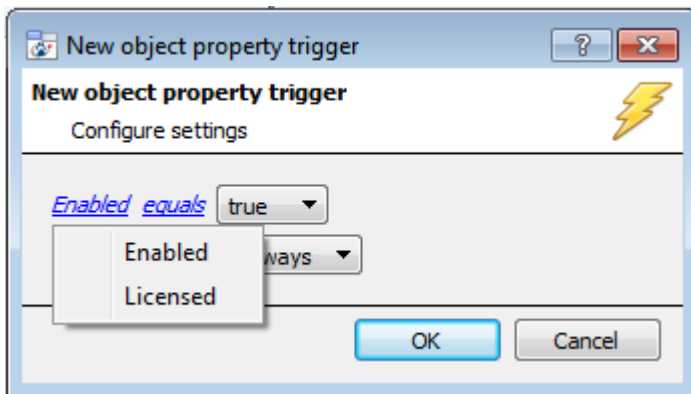 New object property trigger
New object property trigger
Configure settings
Enabled equals true
Enabled
ways
Licensed
OK Cancel